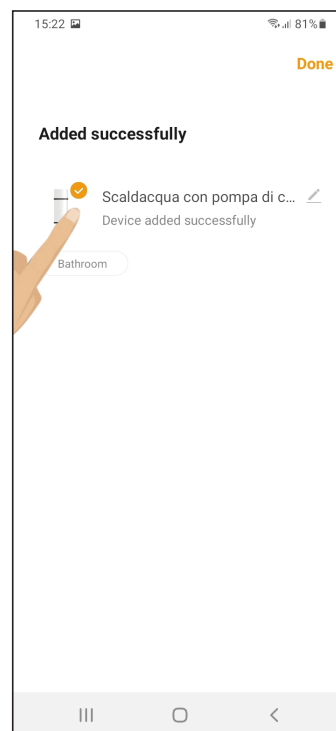 15:22 81%
Done
Added successfully
Scaldacqua con pompa di c...
Device added successfully
Bathroom